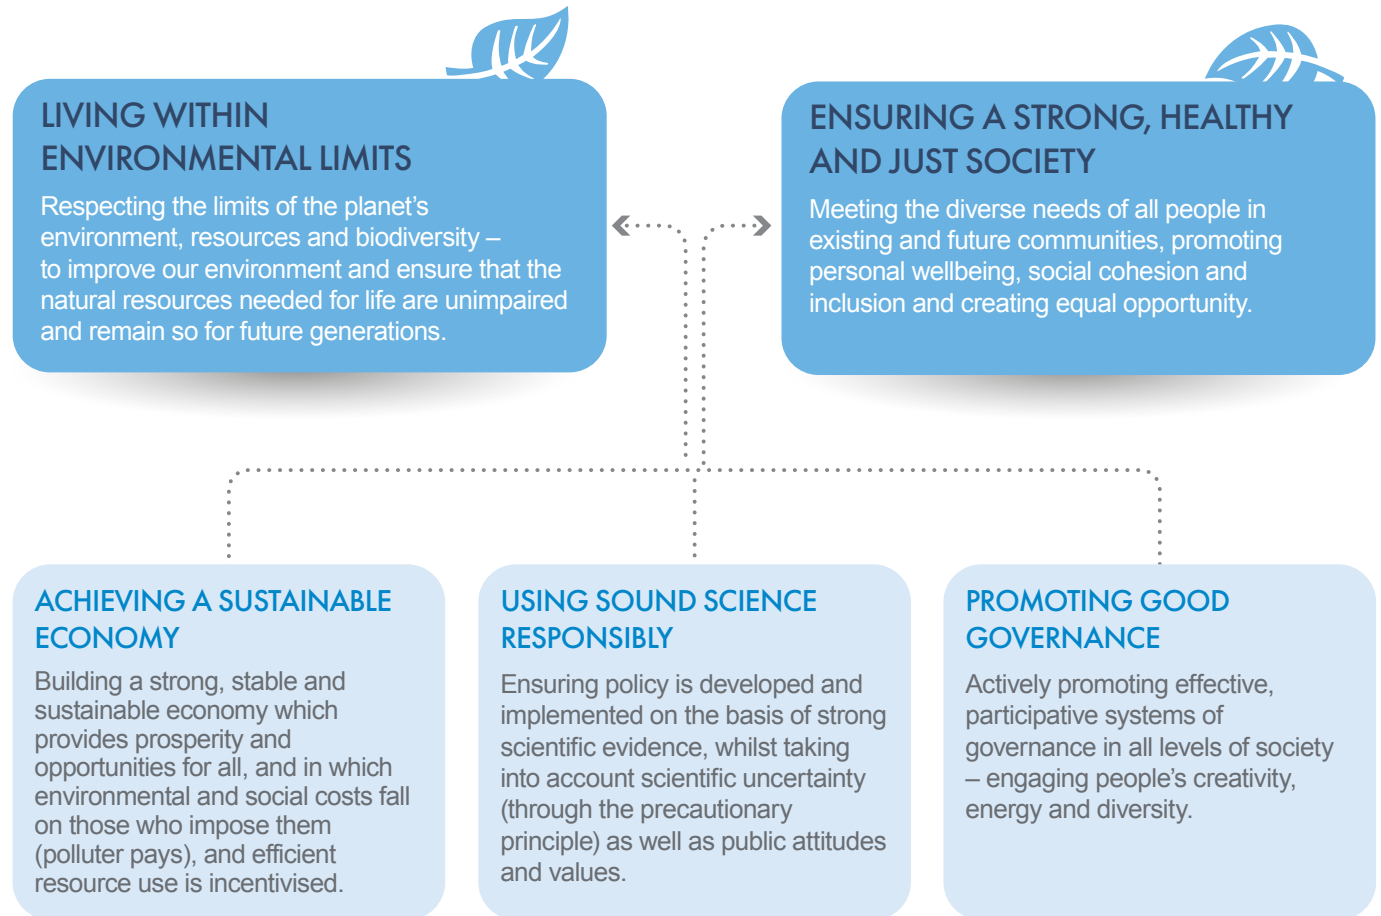 LIVING WITHIN
ENVIRONMENTAL LIMITS
Respecting the limits of the planet’s
environment, resources and biodiversity –
to improve our environment and ensure that the
natural resources needed for life are unimpaired
and remain so for future generations.
ENSURING A STRONG, HEALTHY
AND JUST SOCIETY
Meeting the diverse needs of all people in
existing and future communities, promoting
personal wellbeing, social cohesion and
inclusion and creating equal opportunity.
ACHIEVING A SUSTAINABLE
ECONOMY
Building a strong, stable and
sustainable economy which
provides prosperity and
opportunities for all, and in which
environmental and social costs fall
on those who impose them
(polluter pays), and efficient
resource use is incentivised.
USING SOUND SCIENCE
RESPONSIBLY
Ensuring policy is developed and
implemented on the basis of strong
scientific evidence, whilst taking
into account scientific uncertainty
(through the precautionary
principle) as well as public attitudes
and values.
PROMOTING GOOD
GOVERNANCE
Actively promoting effective,
participative systems of
governance in all levels of society
– engaging people’s creativity,
energy and diversity.